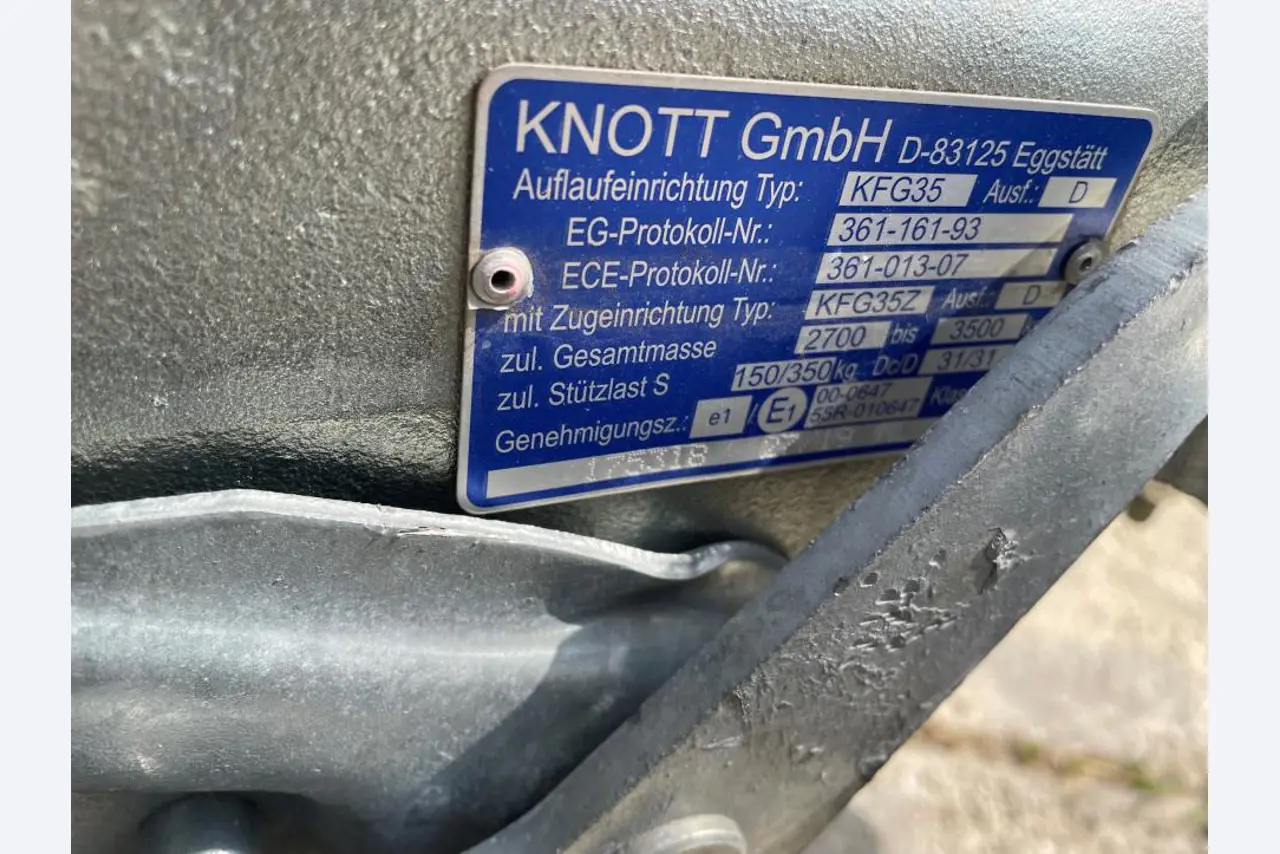 KNOTT GmbH D-83125 Eggstätt
Auflaufeinrichtung Typ: KFG35 Ausf.: D
EG-Protokoll-Nr.: 361-161-93
ECE-Protokoll-Nr.: 361-013-07
mit Zugeinrichtung Typ: KFG35Z Ausf.: D
zul. Gesamtmasse 2700 bis 3500
zul. Stützlast S 150/350 kg Dc/D 31/31
Genehmigungsz.: e1 / E1 00-0647
55R-010647
175318